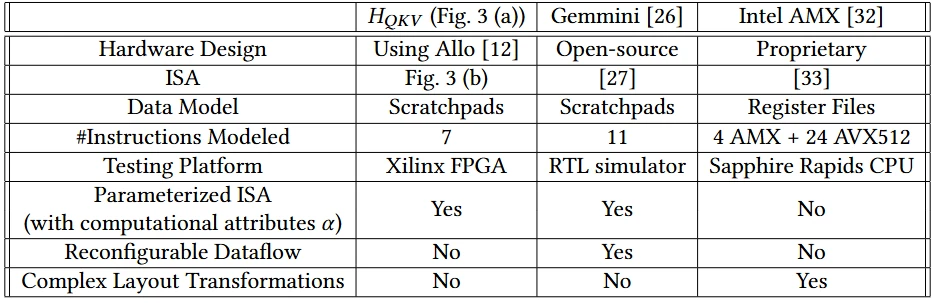 H_QKV (Fig. 3 (a)) Gemmini [26] Intel AMX [32]
Hardware Design Using Allo [12] Open-source Proprietary
ISA Fig. 3 (b) [27] [33]
Data Model Scratchpads Scratchpads Register Files
#Instructions Modeled 7 11 4 AMX + 24 AVX512
Testing Platform Xilinx FPGA RTL simulator Sapphire Rapids CPU
Parameterized ISA
(with computational attributes α) Yes Yes No
Reconfigurable Dataflow No Yes No
Complex Layout Transformations No No Yes